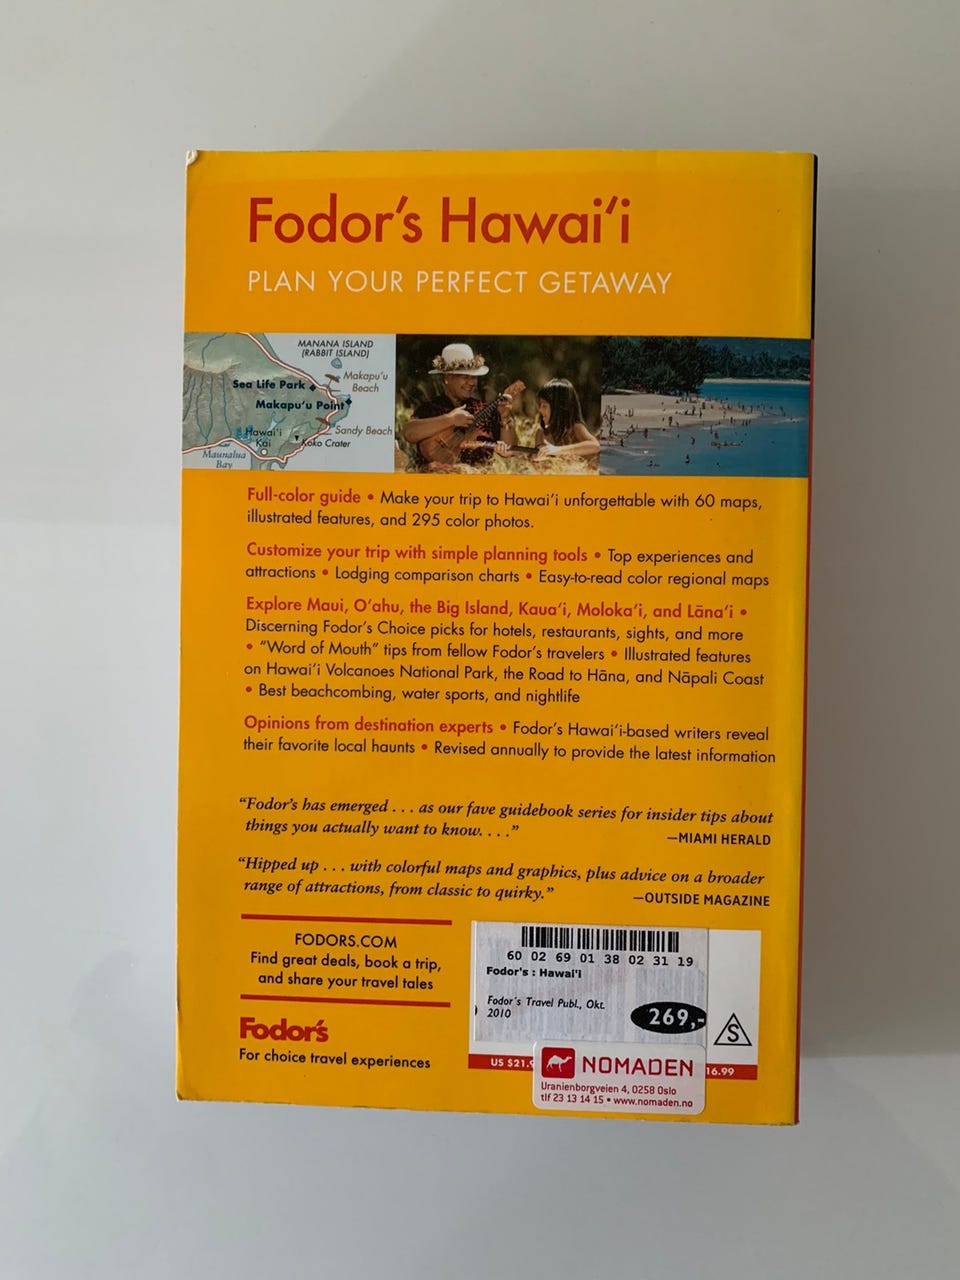 Fodor's Hawai‘i
PLAN YOUR PERFECT GETAWAY
MANANA ISLAND
(RABBIT ISLAND)
Sea Life Park
Makapu‘u
Beach
Makapu‘u Point
Hawai‘i
Kai
Sandy Beach
Koko Crater
Maunalua
Bay
Full-color guide • Make your trip to Hawai‘i unforgettable with 60 maps,
illustrated features, and 295 color photos.
Customize your trip with simple planning tools • Top experiences and
attractions • Lodging comparison charts • Easy-to-read color regional maps
Explore Maui, O‘ahu, the Big Island, Kaua‘i, Moloka‘i, and Lāna‘i •
Discerning Fodor's Choice picks for hotels, restaurants, sights, and more
• “Word of Mouth” tips from fellow Fodor's travelers • Illustrated features
on Hawai‘i Volcanoes National Park, the Road to Hāna, and Nāpali Coast
• Best beachcombing, water sports, and nightlife
Opinions from destination experts • Fodor's Hawai‘i-based writers reveal
their favorite local haunts • Revised annually to provide the latest information
“Fodor's has emerged . . . as our fave guidebook series for insider tips about
things you actually want to know. . . .”
—MIAMI HERALD
“Hipped up . . . with colorful maps and graphics, plus advice on a broader
range of attractions, from classic to quirky.”
—OUTSIDE MAGAZINE
FODORS.COM
Find great deals, book a trip,
and share your travel tales
Fodor's
For choice travel experiences
60 02 69 01 38 02 31 19
Fodor's : Hawai'i
Fodor's Travel Publ., Okt.
2010
269,-
S
US $21.
16.99
NOMADEN
Uranienborgveien 4, 0258 Oslo
tlf 23 13 14 15 • www.nomaden.no